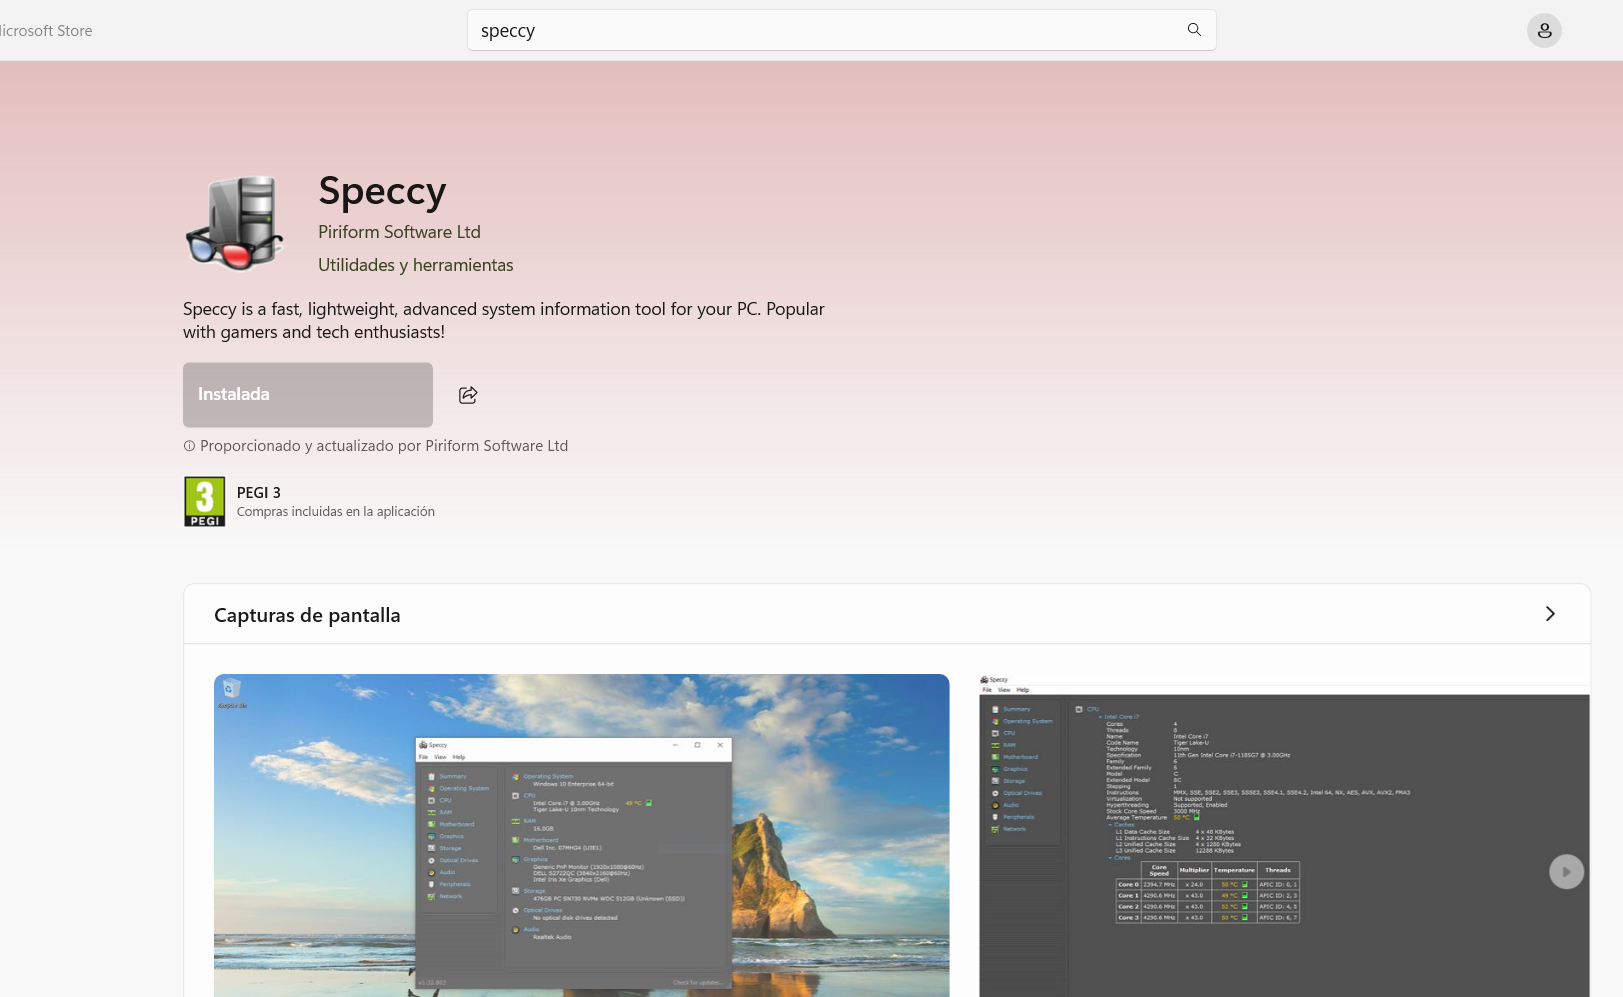 Microsoft Store
speccy
Speccy
Piriform Software Ltd
Utilidades y herramientas
Speccy is a fast, lightweight, advanced system information tool for your PC. Popular
with gamers and tech enthusiasts!
Instalada
Proporcionado y actualizado por Piriform Software Ltd
3
PEGI
PEGI 3
Compras incluidas en la aplicación
Capturas de pantalla
Recycle Bin
Speccy
File View Help
Summary
Operating System
CPU
RAM
Motherboard
Graphics
Storage
Optical Drives
Audio
Peripherals
Network
Operating System
Windows 10 Enterprise 64-bit
CPU
Intel Core i7 @ 3.00GHz 49 °C
Tiger Lake-U 10nm Technology
RAM
16.0GB
Motherboard
Dell Inc. 07MHG4 (U3E1)
Graphics
Generic PnP Monitor (1920x1080@60Hz)
DELL S2722QC (3840x2160@60Hz)
Intel Iris Xe Graphics (Dell)
Storage
476GB PC SN730 NVMe WDC 512GB (Unknown (SSD))
Optical Drives
No optical disk drives detected
Audio
Realtek Audio
v1.32.803
Check for updates...
Speccy
File View Help
Summary
Operating System
CPU
RAM
Motherboard
Graphics
Storage
Optical Drives
Audio
Peripherals
Network
CPU
Intel Core i7
Cores 4
Threads 8
Name Intel Core i7
Code Name Tiger Lake-U
Technology 10nm
Specification 11th Gen Intel Core i7-1185G7 @ 3.00GHz
Family 6
Extended Family 6
Model C
Extended Model 8C
Stepping 1
Instructions MMX, SSE, SSE2, SSE3, SSSE3, SSE4.1, SSE4.2, Intel 64, NX, AES, AVX, AVX2, FMA3
Virtualization Not supported
Hyperthreading Supported, Enabled
Stock Core Speed 3000 MHz
Average Temperature 50 °C
Caches
L1 Data Cache Size 4 x 48 KBytes
L1 Instructions Cache Size 4 x 32 KBytes
L2 Unified Cache Size 4 x 1280 KBytes
L3 Unified Cache Size 12288 KBytes
Cores
Core Speed Multiplier Temperature Threads
Core 0 2394.7 MHz x 24.0 50 °C APIC ID: 0, 1
Core 1 4290.6 MHz x 43.0 49 °C APIC ID: 2, 3
Core 2 4290.6 MHz x 43.0 52 °C APIC ID: 4, 5
Core 3 4290.6 MHz x 43.0 50 °C APIC ID: 6, 7